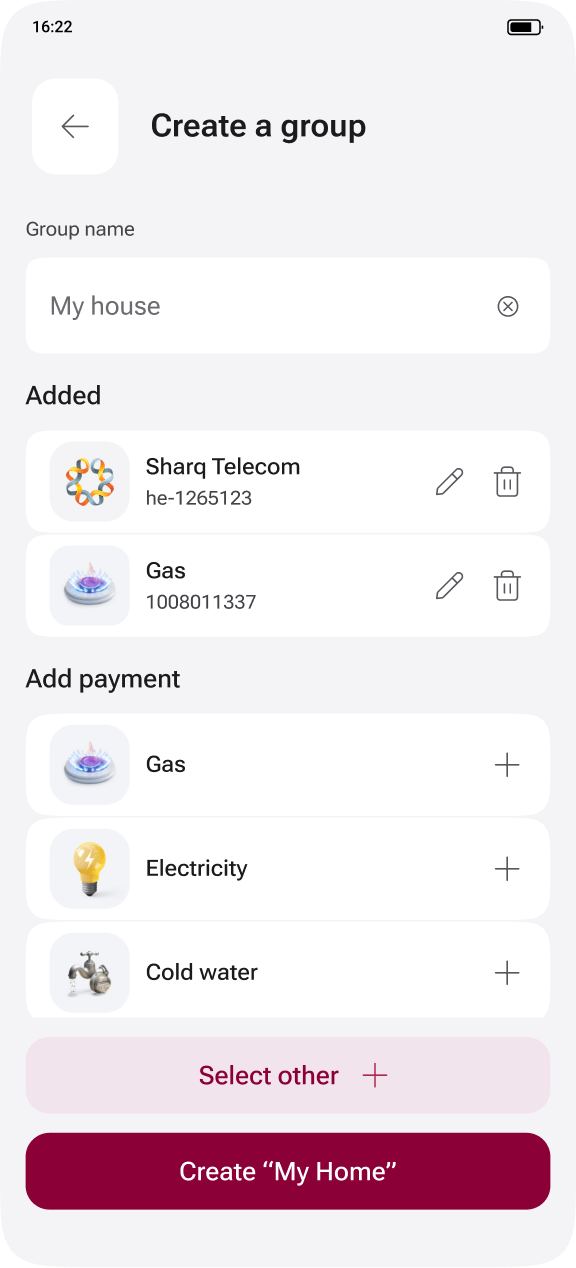 16:22
Create a group
Group name
My house
Added
Sharq Telecom
he-1265123
Gas
1008011337
Add payment
Gas
Electricity
Cold water
Select other
Create “My Home”